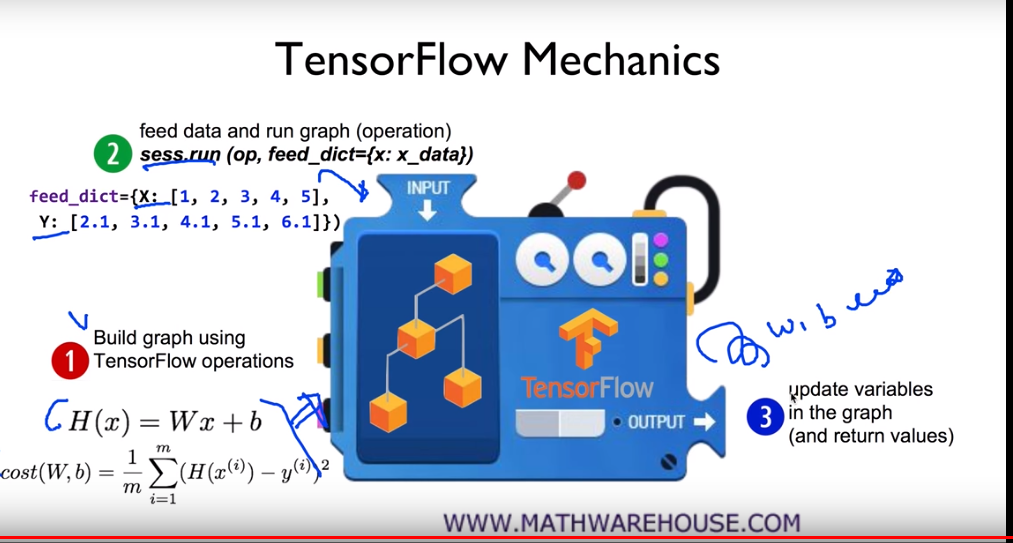 TensorFlow Mechanics
2
feed data and run graph (operation)
sess.run (op, feed_dict={x: x_data})
feed_dict={X: [1, 2, 3, 4, 5],
Y: [2.1, 3.1, 4.1, 5.1, 6.1]})
INPUT
1
Build graph using
TensorFlow operations
H(x) = Wx + b
cost(W, b) = \frac{1}{m} \sum_{i=1}^{m} (H(x^{(i)}) − y^{(i)})^2
TensorFlow
OUTPUT
W, b
3
update variables
in the graph
(and return values)
WWW.MATHWAREHOUSE.COM